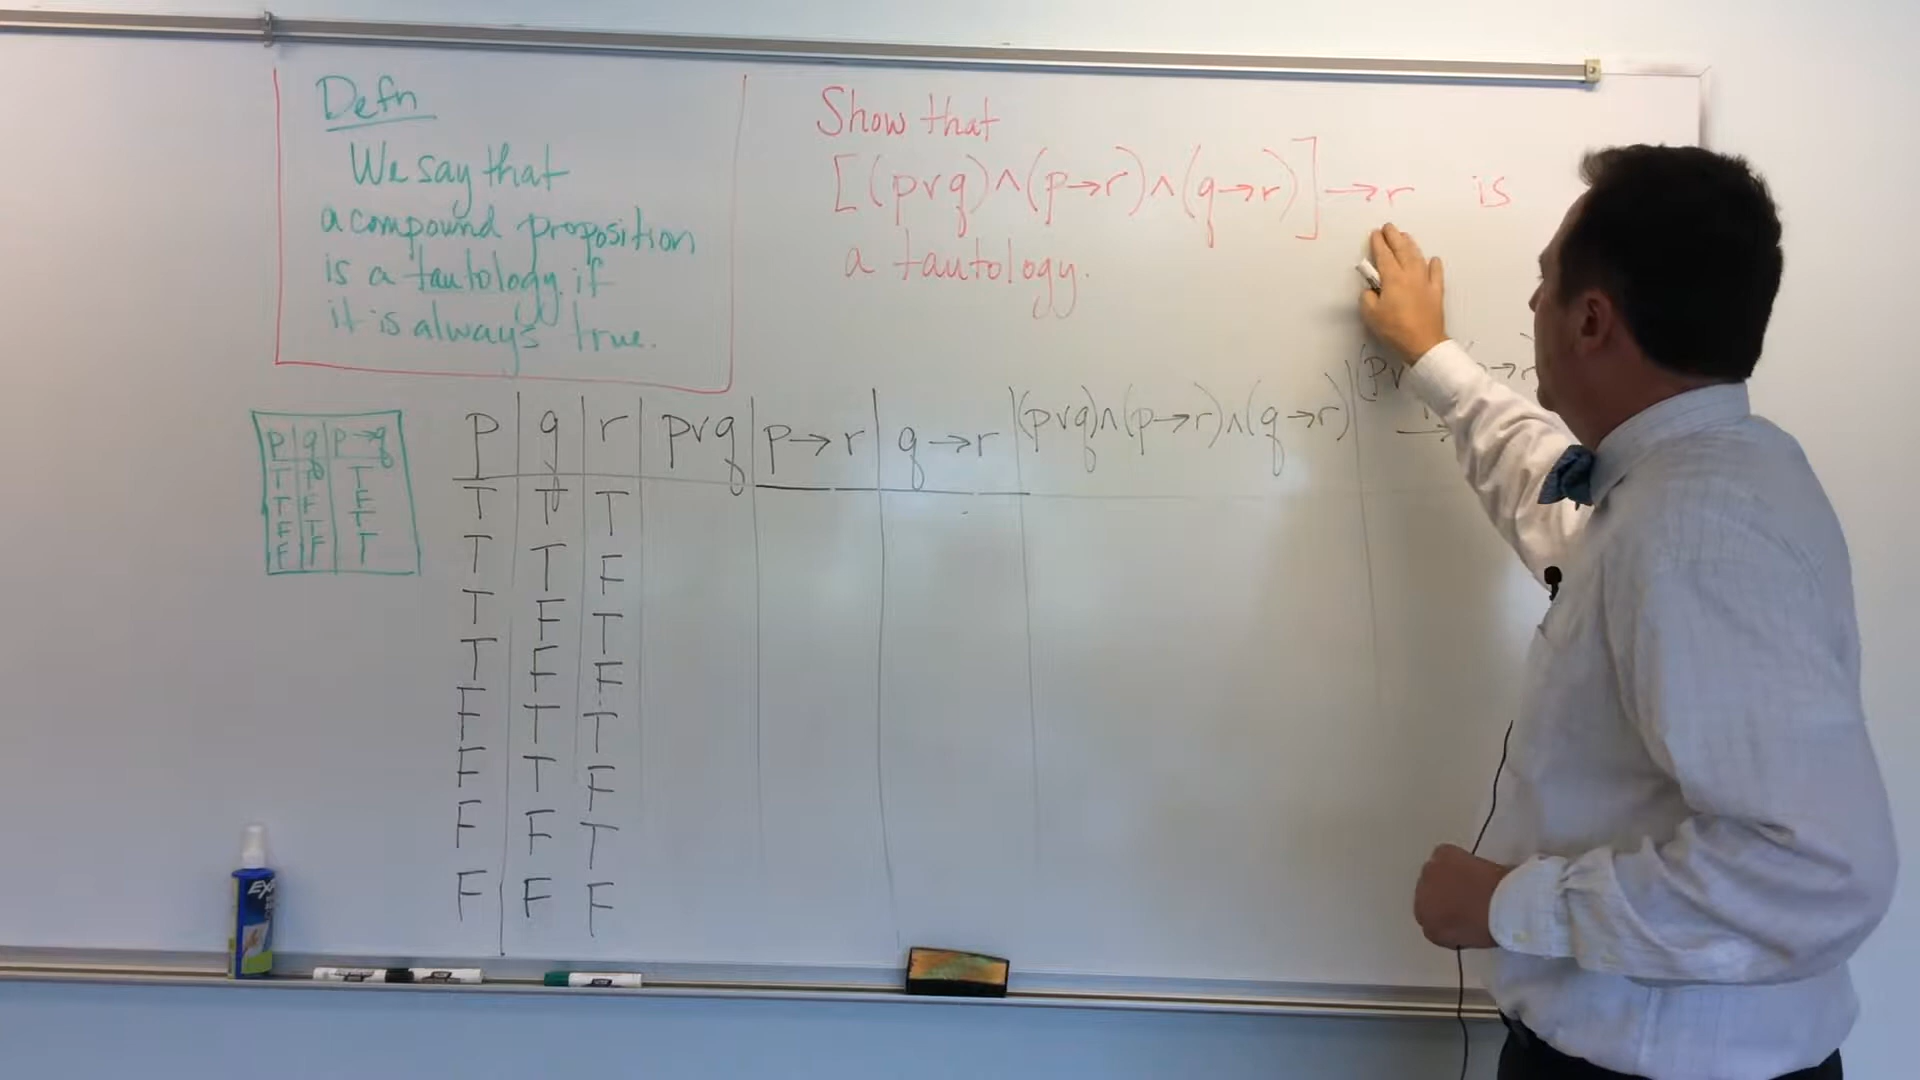 Defn
We say that
a compound proposition
is a tautology if
it is always true.
Show that
[(p∨q)∧(p→r)∧(q→r)]→r is
a tautology.
p q p→q
T T T
T F F
F T T
F F T
p q r p∨q p→r q→r (p∨q)∧(p→r)∧(q→r)
T T T
T T F
T F T
T F F
F T T
F T F
F F T
F F F